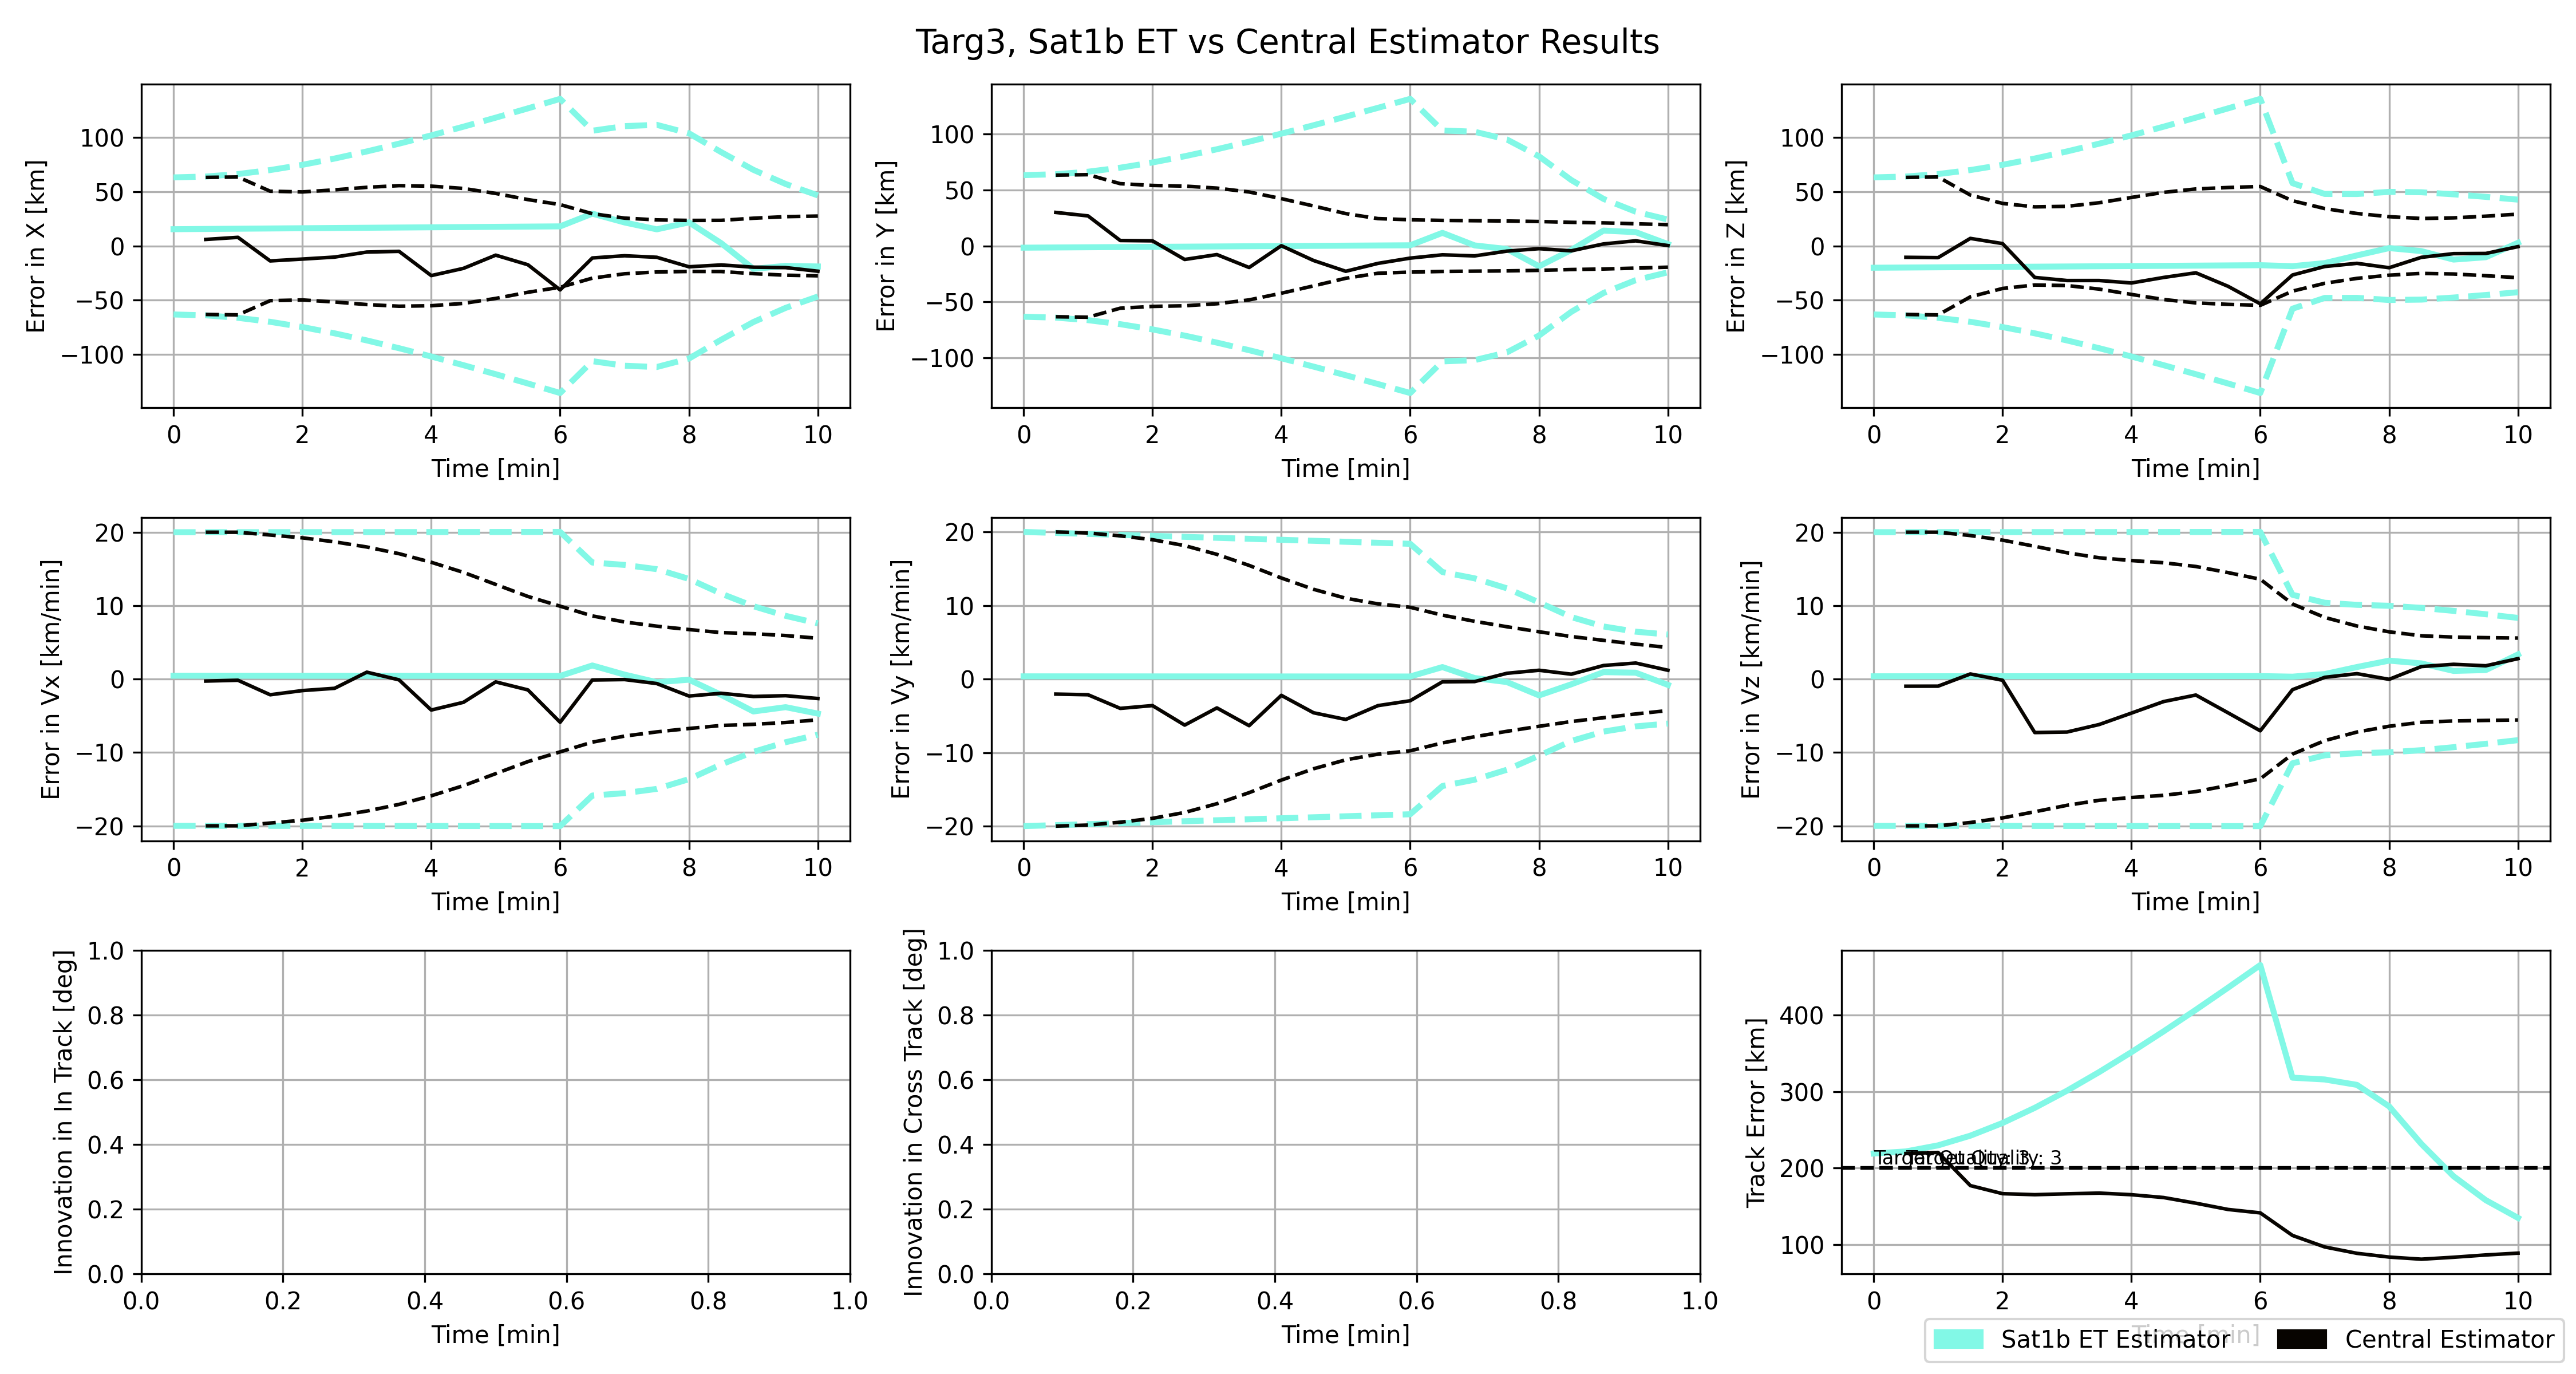 Targ3, Sat1b ET vs Central Estimator Results
Error in X [km]
100
50
0
−50
−100
0 2 4 6 8 10
Time [min]
Error in Y [km]
100
50
0
−50
−100
0 2 4 6 8 10
Time [min]
Error in Z [km]
100
50
0
−50
−100
0 2 4 6 8 10
Time [min]
Error in Vx [km/min]
20
10
0
−10
−20
0 2 4 6 8 10
Time [min]
Error in Vy [km/min]
20
10
0
−10
−20
0 2 4 6 8 10
Time [min]
Error in Vz [km/min]
20
10
0
−10
−20
0 2 4 6 8 10
Time [min]
Innovation in In Track [deg]
1.0
0.8
0.6
0.4
0.2
0.0
0.0 0.2 0.4 0.6 0.8 1.0
Time [min]
Innovation in Cross Track [deg]
1.0
0.8
0.6
0.4
0.2
0.0
0.0 0.2 0.4 0.6 0.8 1.0
Time [min]
Track Error [km]
400
300
200
100
Target Quality: 3
Target Quality: 3
0 2 4 6 8 10
Time [min]
Sat1b ET Estimator
Central Estimator